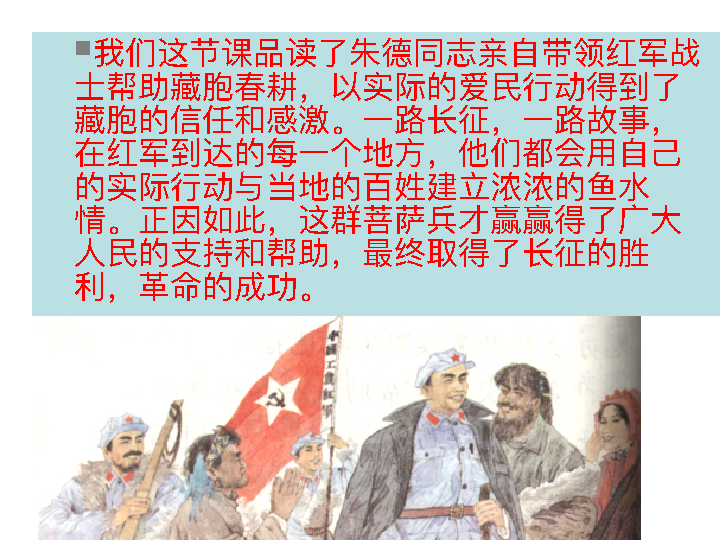 我们这节课品读了朱德同志亲自带领红军战
士帮助藏胞春耕，以实际的爱民行动得到了
藏胞的信任和感激。一路长征，一路故事，
在红军到达的每一个地方，他们都会用自己
的实际行动与当地的百姓建立浓浓的鱼水
情。正因如此，这群菩萨兵才赢赢得了广大
人民的支持和帮助，最终取得了长征的胜
利，革命的成功。